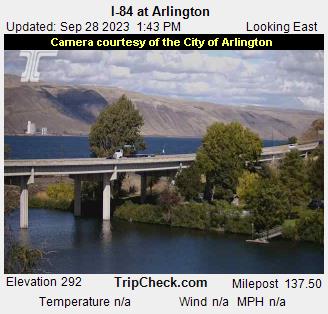 I-84 at Arlington
Updated: Sep 28 2023 1:43 PM Looking East
Camera courtesy of the City of Arlington
Elevation 292 TripCheck.com Milepost 137.50
Temperature n/a Wind n/a MPH n/a